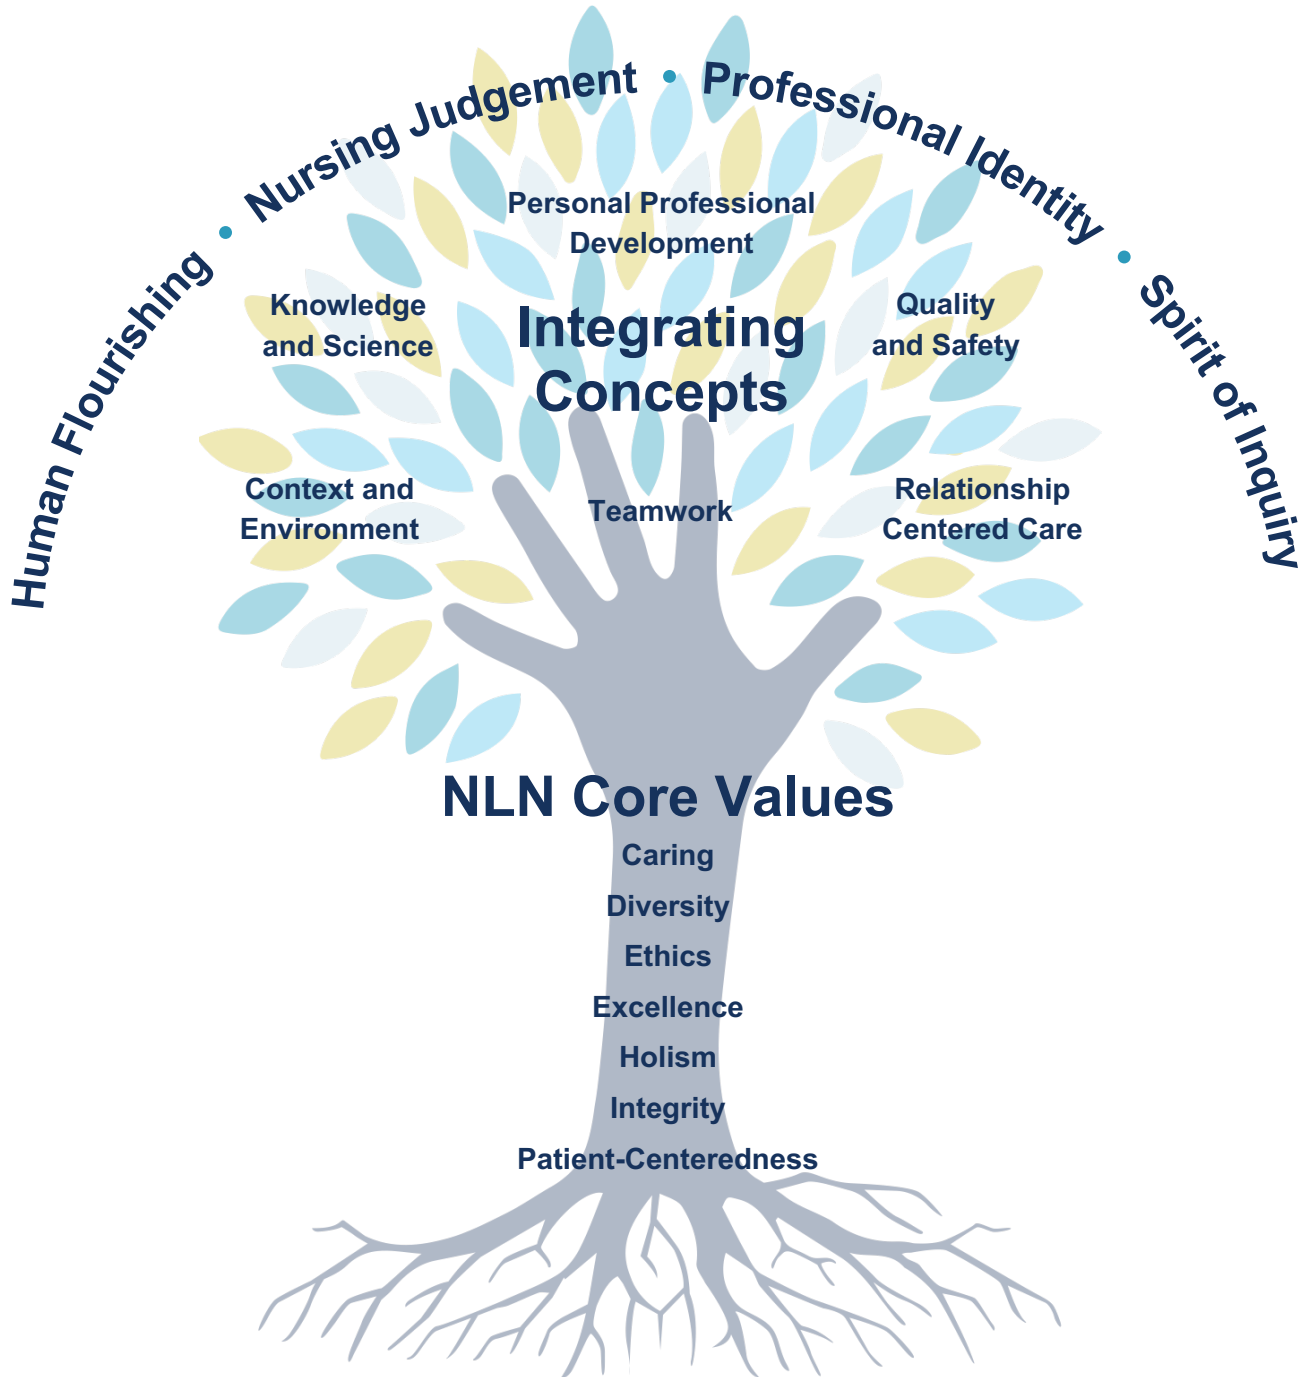 Human Flourishing • Nursing Judgement • Professional Identity • Spirit of Inquiry
Personal Professional
Development
Knowledge
and Science
Integrating
Concepts
Quality
and Safety
Context and
Environment
Teamwork
Relationship
Centered Care
NLN Core Values
Caring
Diversity
Ethics
Excellence
Holism
Integrity
Patient-Centeredness